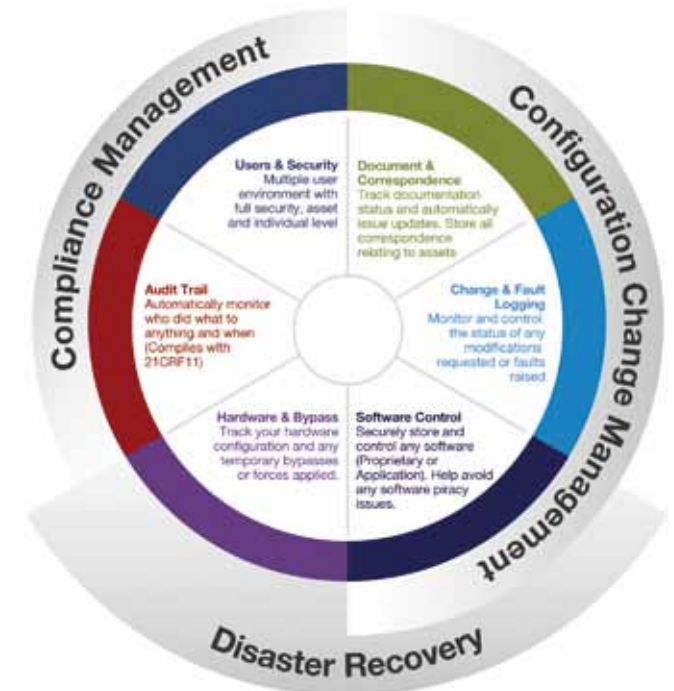 Compliance Management
Configuration Change Management
Users & Security
Multiple user
environment with
full security, asset
and individual level
Document &
Correspondence
Track documentation
status and automatically
issue updates. Store all
correspondence
relating to assets
Audit Trail
Automatically monitor
who did what to
anything and when
(Complies with
21CRF11)
Change & Fault
Logging
Monitor and control
the status of any
modifications
requested or faults
raised
Hardware & Bypass
Track your hardware
configuration and any
temporary bypasses
or forces applied.
Software Control
Securely store and
control any software
(Proprietary or
Application). Help avoid
any software piracy
issues.
Disaster Recovery